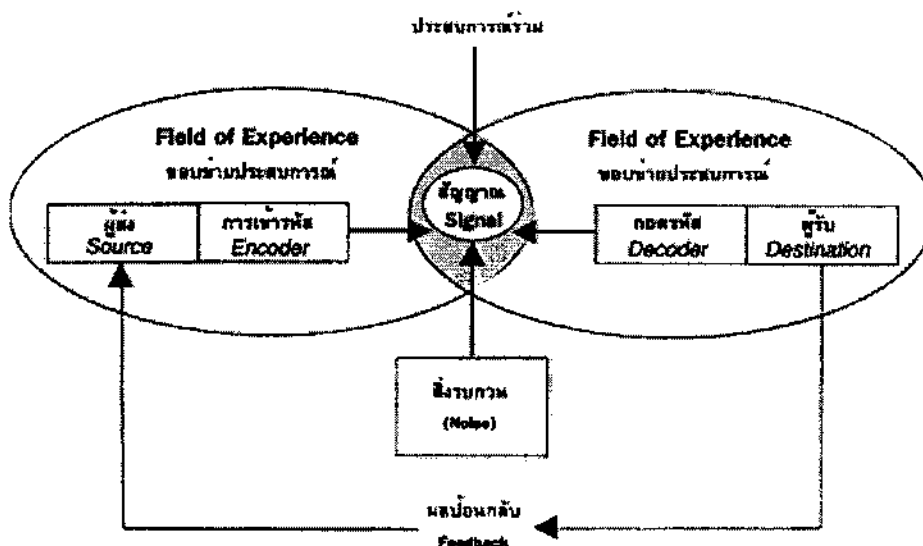 ประสบการณ์ร่วม
Field of Experience
ขอบข่ายประสบการณ์
Field of Experience
ขอบข่ายประสบการณ์
สัญญาณ
Signal
ผู้ส่ง
Source
การเข้ารหัส
Encoder
ถอดรหัส
Decoder
ผู้รับ
Destination
สิ่งรบกวน
(Noise)
ผลป้อนกลับ
Feedback